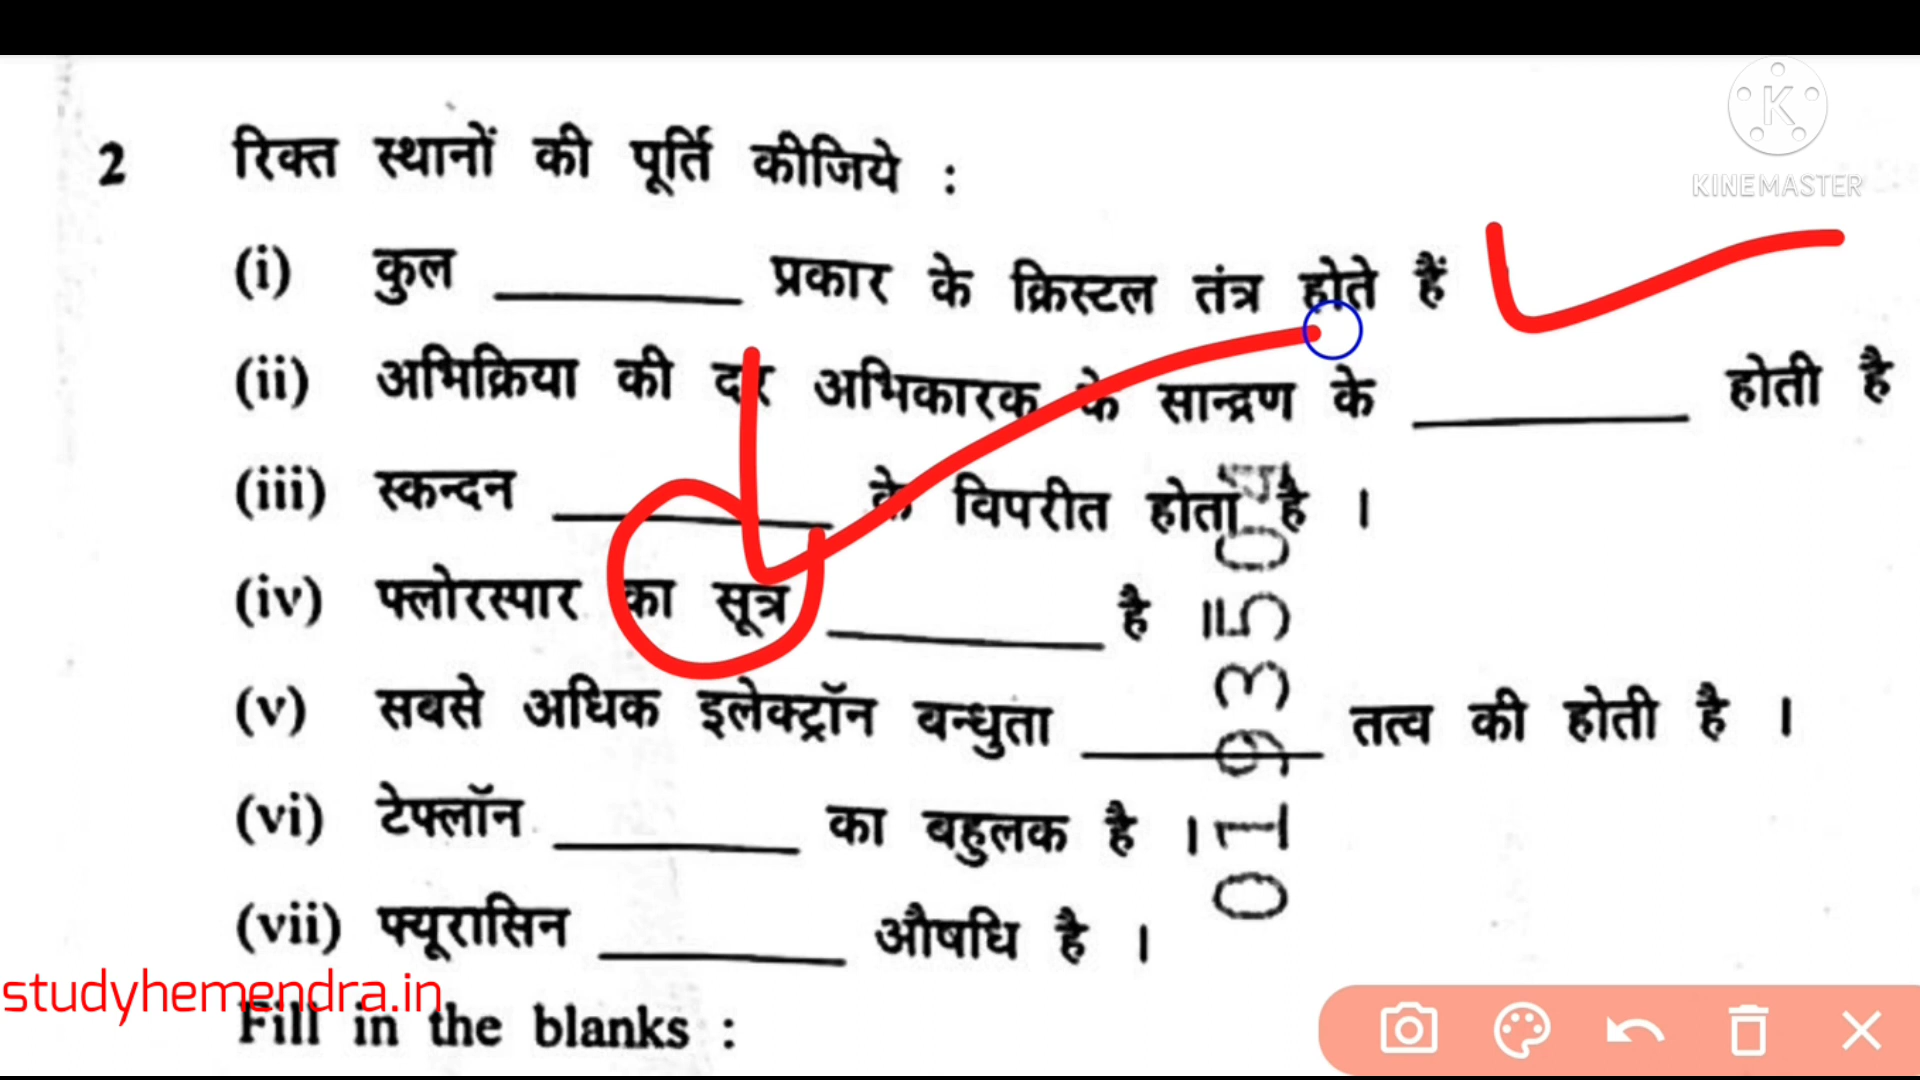 KINEMASTER
2 रिक्त स्थानों की पूर्ति कीजिये :
(i) कुल ________ प्रकार के क्रिस्टल तंत्र होते हैं
(ii) अभिक्रिया की दर अभिकारक के सान्द्रण के ________ होती है
(iii) स्कन्दन ________ के विपरीत होता है ।
(iv) फ्लोरस्पार का सूत्र ________ है
(v) सबसे अधिक इलेक्ट्रॉन बन्धुता ________ तत्व की होती है ।
(vi) टेफ्लॉन ________ का बहुलक है ।
(vii) फ्यूरासिन ________ औषधि है ।
studyhemendra.in
Fill in the blanks :